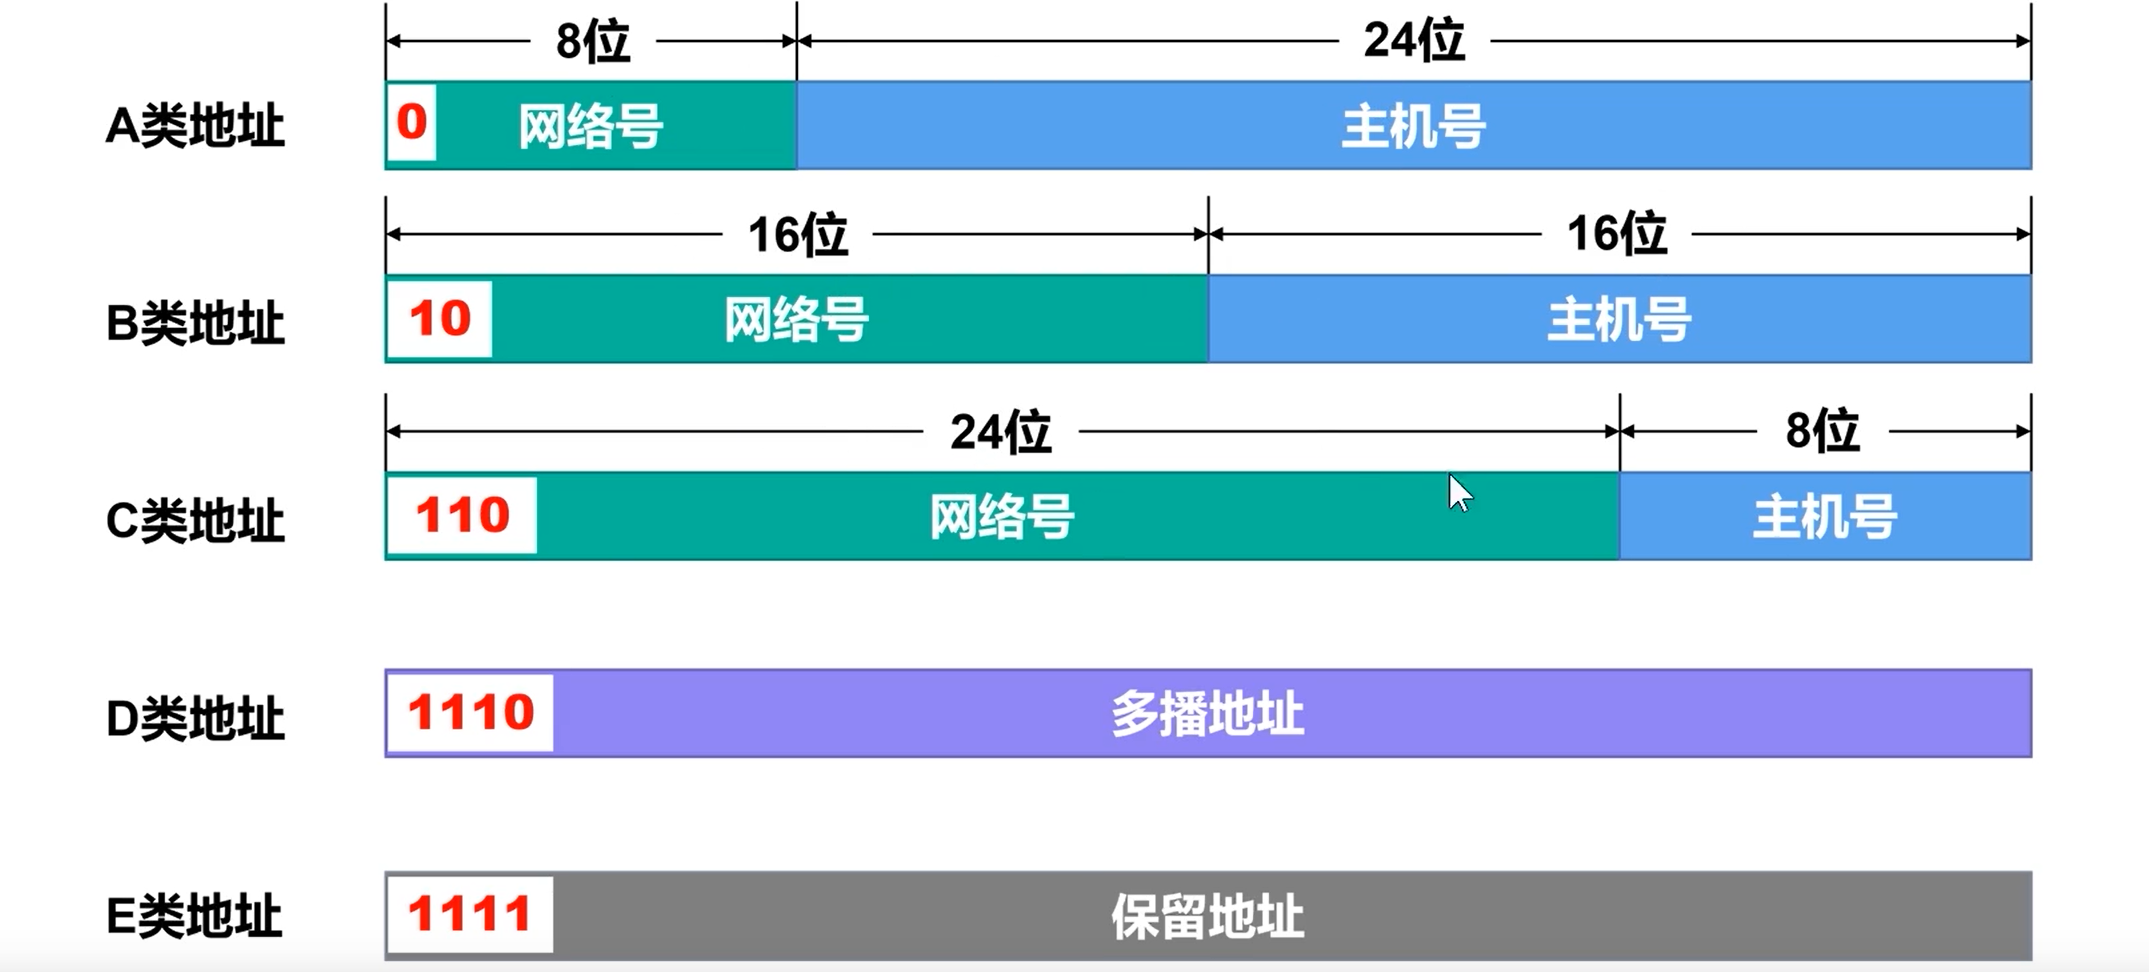 8位 24位
A类地址 0 网络号 主机号
16位 16位
B类地址 10 网络号 主机号
24位 8位
C类地址 110 网络号 主机号
D类地址 1110 多播地址
E类地址 1111 保留地址